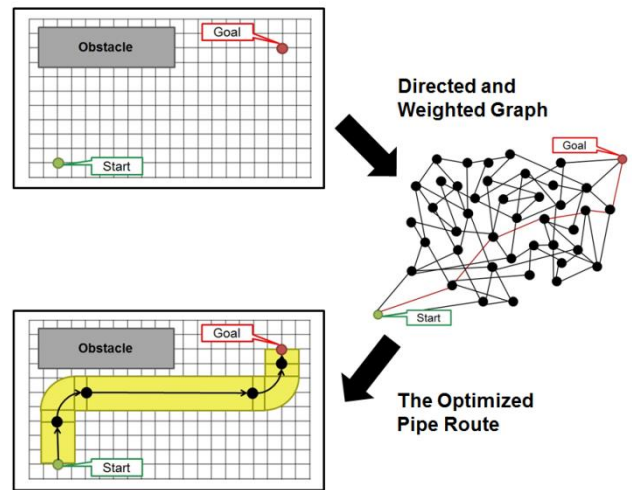 Obstacle
Goal
Start
Directed and
Weighted Graph
Goal
Start
Obstacle
Goal
Start
The Optimized
Pipe Route